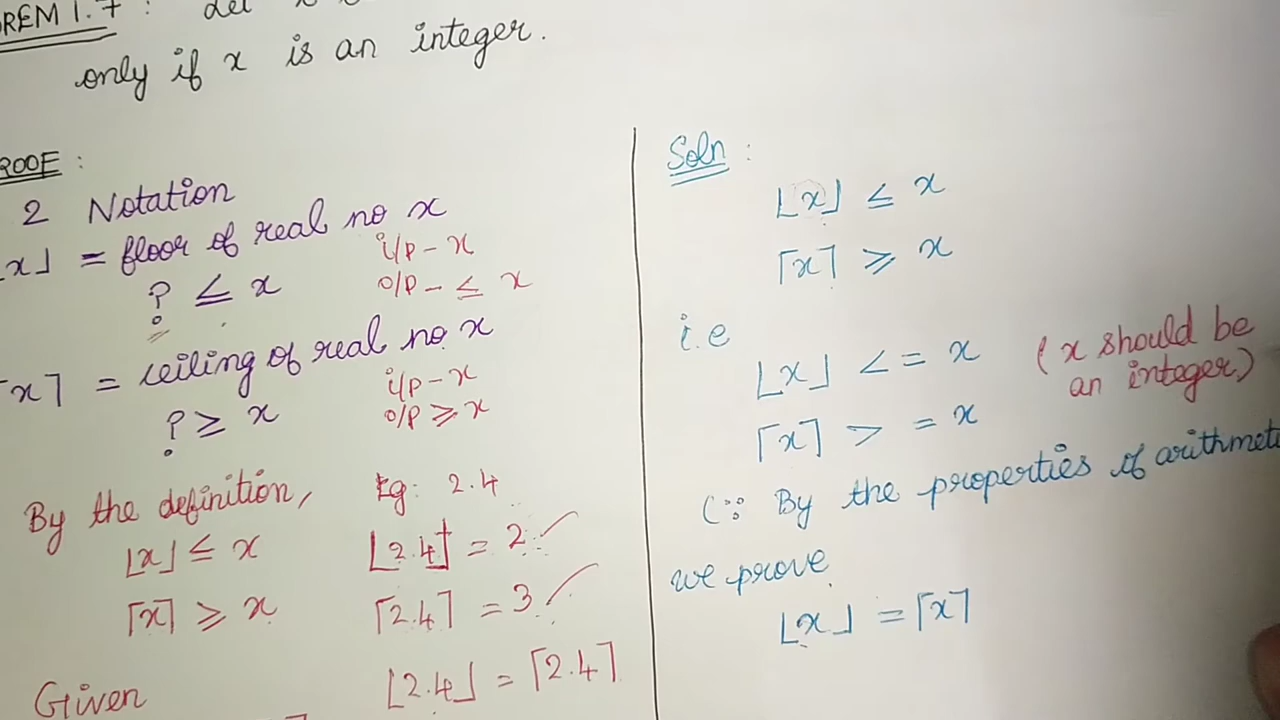 REM 1.7 : Let
only if x is an integer.
ROOF :
2 Notation
⌊x⌋ = floor of real no x
i/p - x
? ≤ x
o/p - ≤ x
⌈x⌉ = ceiling of real no x
i/p - x
? ≥ x
o/p ≥ x
By the definition, Eg: 2.4
⌊x⌋ ≤ x ⌊2.4⌋ = 2 ✓
⌈x⌉ ≥ x ⌈2.4⌉ = 3 ✓
Given ⌊2.4⌋ = ⌈2.4⌉
Soln :
⌊x⌋ ≤ x
⌈x⌉ ≥ x
i.e
⌊x⌋ < = x (x should be
an integer)
⌈x⌉ > = x
(∵ By the properties of arithmet
we prove
⌊x⌋ = ⌈x⌉